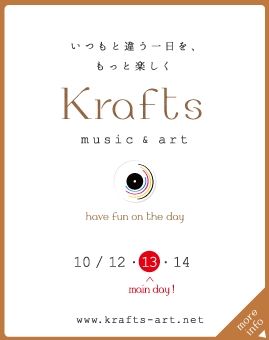 いつもと違う一日を、
もっと楽しく
Krafts
music & art
have fun on the day
10 / 12 · 13 · 14
main day!
www.krafts-art.net
more
info